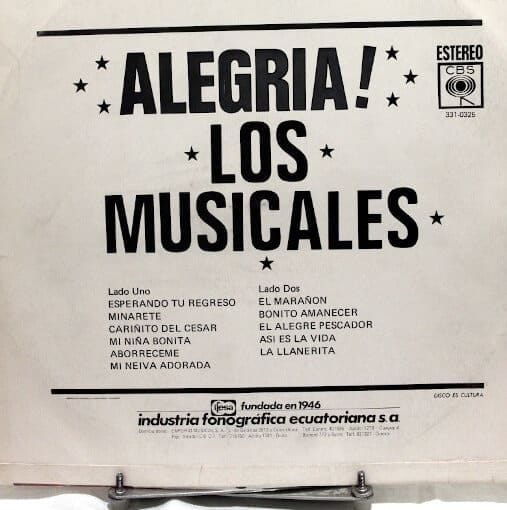 ALEGRIA!
ESTEREO
CBS
331-0325
LOS
MUSICALES
Lado Uno
ESPERANDO TU REGRESO
MINARETE
CARIÑITO DEL CESAR
MI NIÑA BONITA
ABORRECEME
MI NEIVA ADORADA
Lado Dos
EL MARAÑON
BONITO AMANECER
EL ALEGRE PESCADOR
ASI ES LA VIDA
LA LLANERITA
DISCO ES CULTURA
ifesa fundada en 1946
industria fonográfica ecuatoriana s.a.